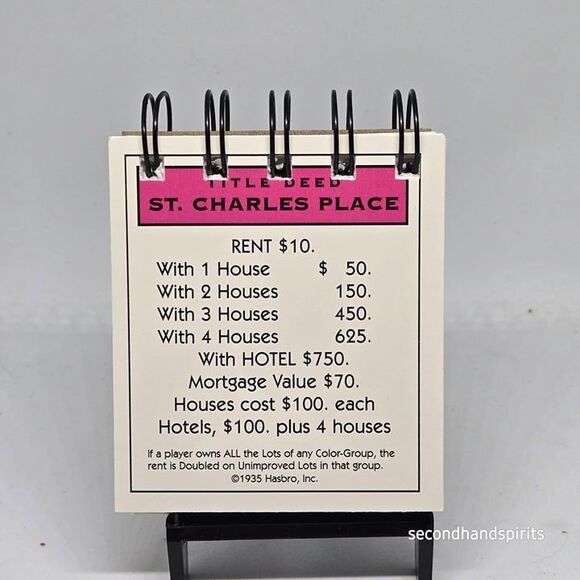 TITLE DEED
ST. CHARLES PLACE
RENT $10.
With 1 House $ 50.
With 2 Houses 150.
With 3 Houses 450.
With 4 Houses 625.
With HOTEL $750.
Mortgage Value $70.
Houses cost $100. each
Hotels, $100. plus 4 houses
If a player owns ALL the Lots of any Color-Group, the
rent is Doubled on Unimproved Lots in that group.
©1935 Hasbro, Inc.
secondhandspirits